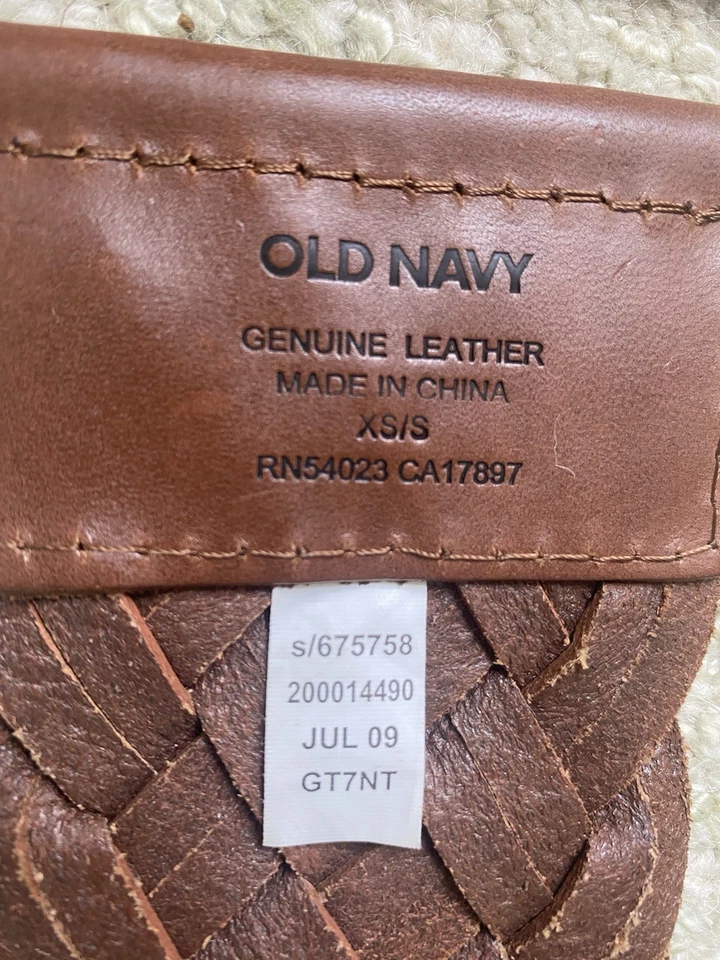 OLD NAVY
GENUINE LEATHER
MADE IN CHINA
XS/S
RN54023 CA17897
s/675758
200014490
JUL 09
GT7NT